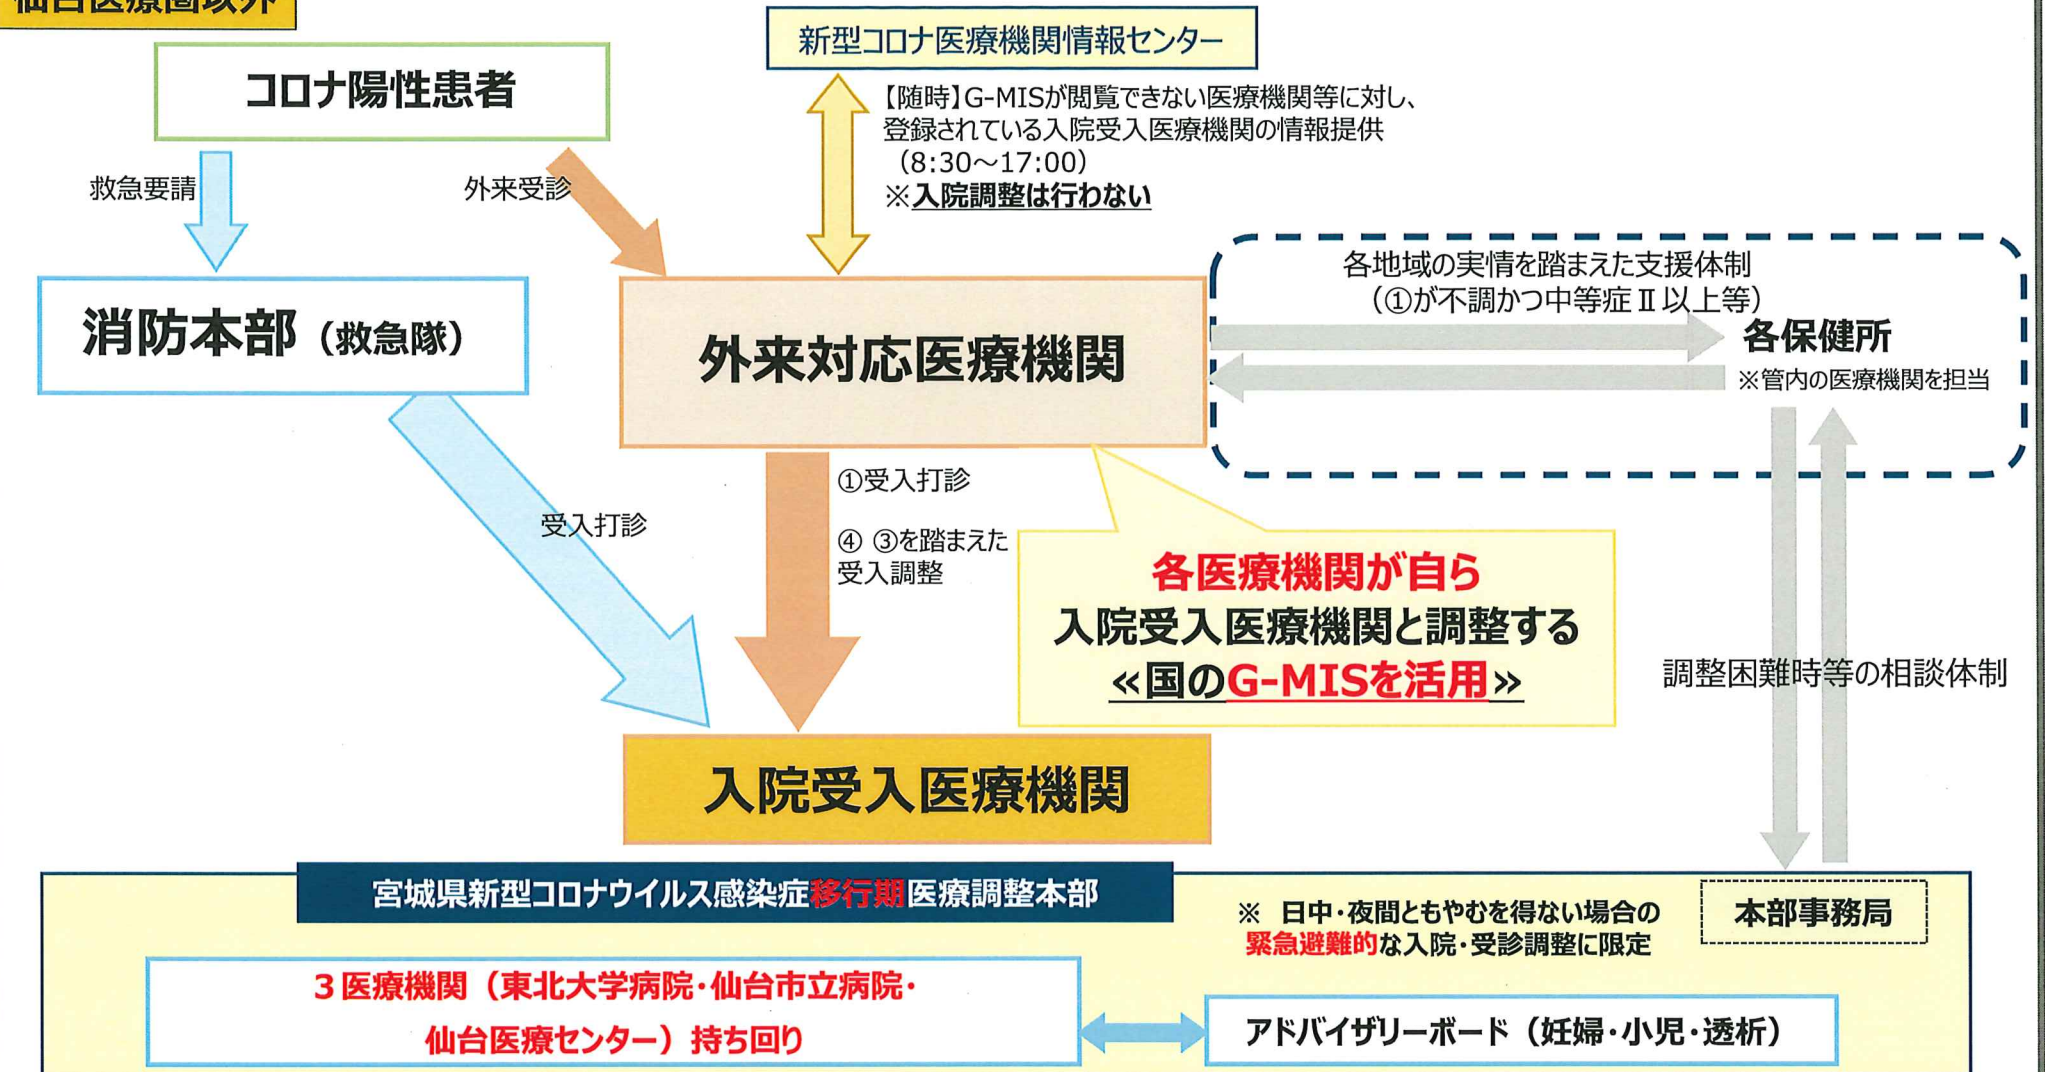 仙台医療圏以外
新型コロナ医療機関情報センター
コロナ陽性患者
【随時】G-MISが閲覧できない医療機関等に対し、
登録されている入院受入医療機関の情報提供
（8:30～17:00）
※入院調整は行わない
救急要請
外来受診
各地域の実情を踏まえた支援体制
（①が不調かつ中等症Ⅱ以上等）
消防本部（救急隊）
外来対応医療機関
各保健所
※管内の医療機関を担当
①受入打診
④ ③を踏まえた
受入調整
受入打診
各医療機関が自ら
入院受入医療機関と調整する
≪国のG-MISを活用≫
調整困難時等の相談体制
入院受入医療機関
宮城県新型コロナウイルス感染症移行期医療調整本部
※ 日中・夜間ともやむを得ない場合の
緊急避難的な入院・受診調整に限定
本部事務局
３医療機関（東北大学病院・仙台市立病院・
仙台医療センター）持ち回り
アドバイザリーボード（妊婦・小児・透析）